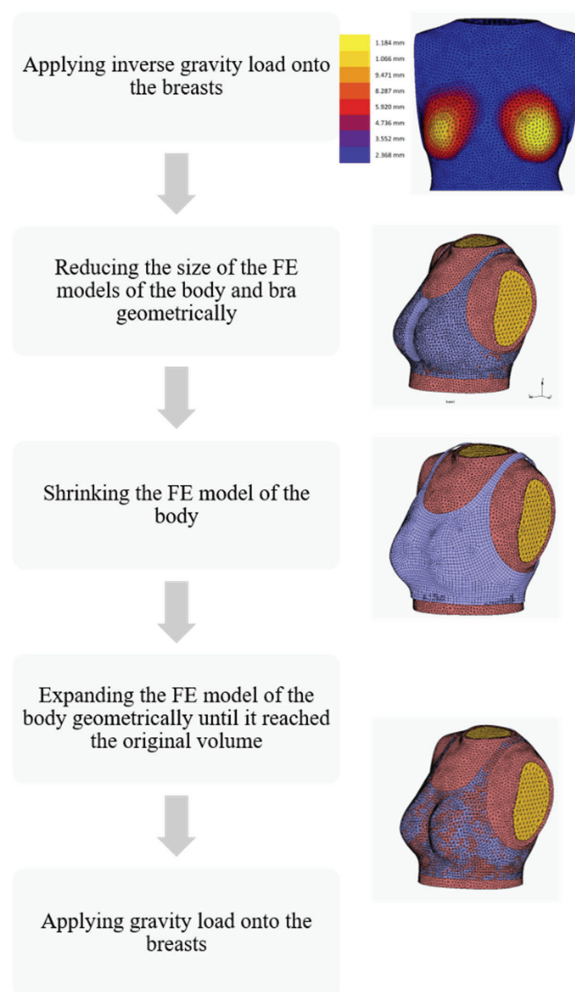 Applying inverse gravity load onto
the breasts
1.184 mm
1.066 mm
9.471 mm
8.287 mm
5.920 mm
4.736 mm
3.552 mm
2.368 mm
Reducing the size of the FE
models of the body and bra
geometrically
Shrinking the FE model of the
body
Expanding the FE model of the
body geometrically until it reached
the original volume
Applying gravity load onto the
breasts